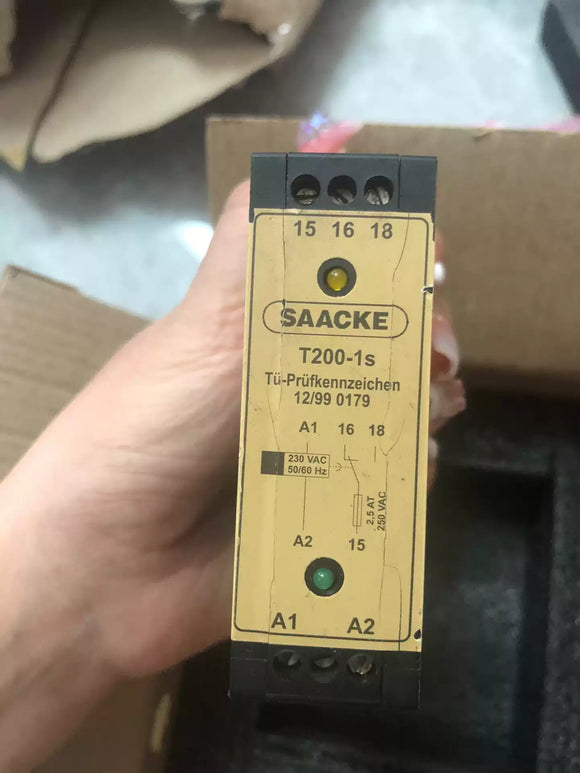 15 16 18
SAACKE
T200-1s
Tü-Prüfkennzeichen
12/99 0179
A1 16 18
230 VAC
50/60 Hz
2,5 AT
250 VAC
A2 15
A1 A2